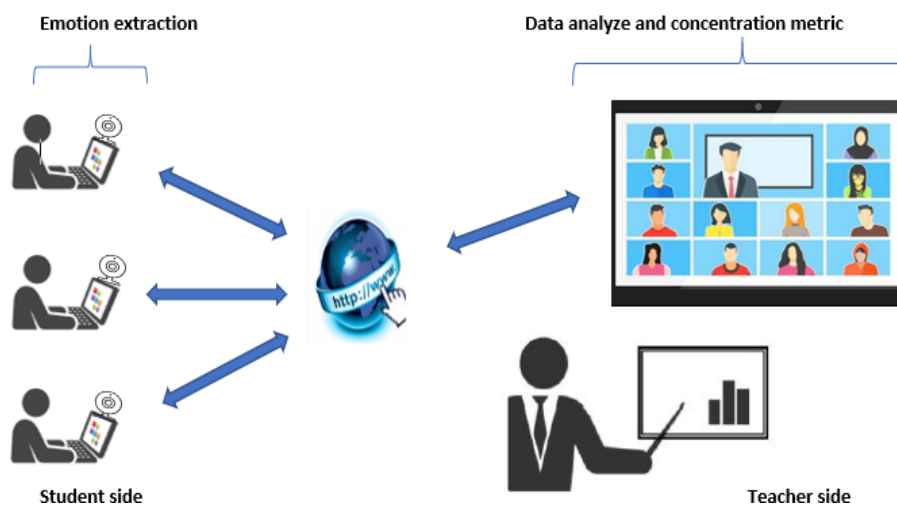 Emotion extraction
Data analyze and concentration metric
http://www.
Student side
Teacher side